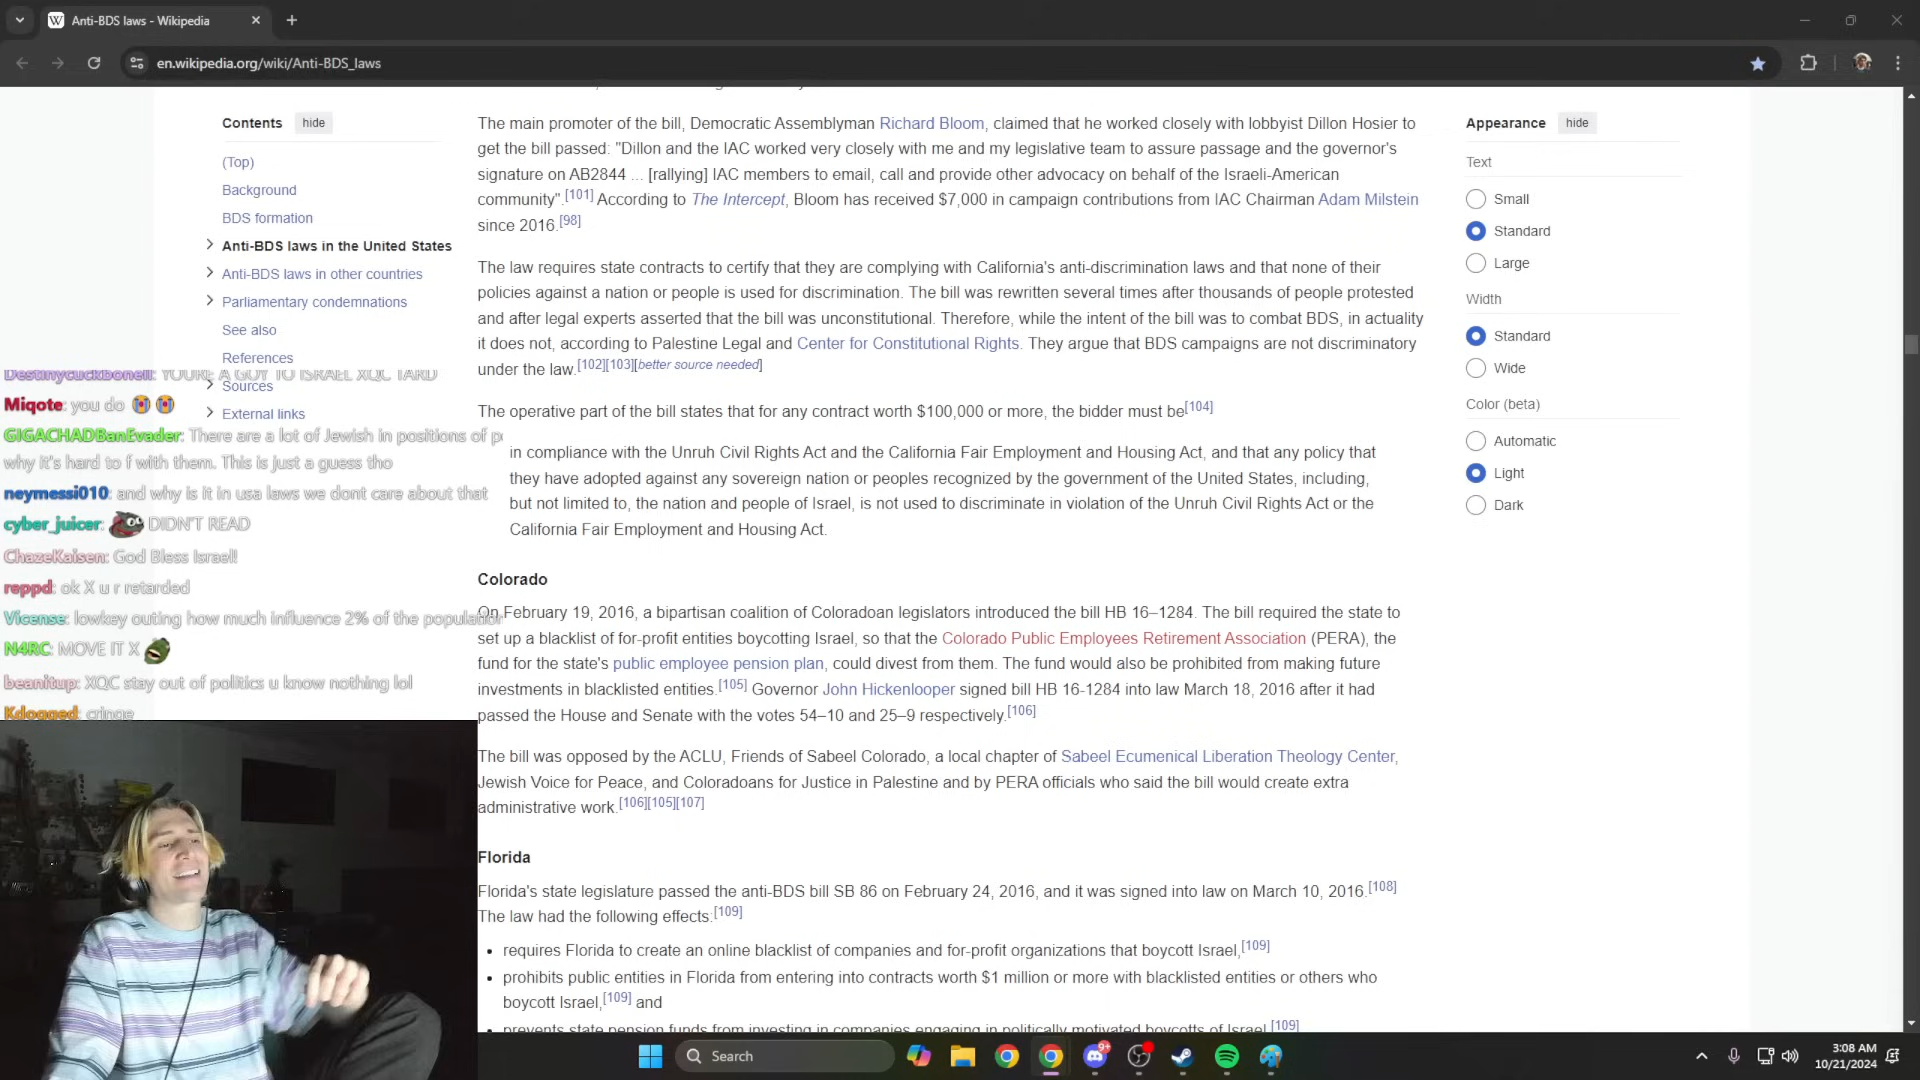 Anti-BDS laws - Wikipedia
en.wikipedia.org/wiki/Anti-BDS_laws
Contents hide
(Top)
Background
BDS formation
Anti-BDS laws in the United States
Anti-BDS laws in other countries
Parliamentary condemnations
See also
References
Sources
External links
Destinycuckbonell: YOURE A GOY TO ISRAEL XQC TARD
Miqote: you do
GIGACHADBanEvader: There are a lot of Jewish in positions of
why it's hard to f with them. This is just a guess tho
neymessi010: and why is it in usa laws we dont care about that
cyber_juicer: DIDN'T READ
ChazeKaisen: God Bless Israel!
reppd: ok X u r retarded
Vicense: lowkey outing how much influence 2% of the population
N4RC: MOVE IT X
beanitup: XQC stay out of politics u know nothing lol
Kdogged: cringe
The main promoter of the bill, Democratic Assemblyman Richard Bloom, claimed that he worked closely with lobbyist Dillon Hosier to
get the bill passed: "Dillon and the IAC worked very closely with me and my legislative team to assure passage and the governor's
signature on AB2844 ... [rallying] IAC members to email, call and provide other advocacy on behalf of the Israeli-American
community".[101] According to The Intercept, Bloom has received $7,000 in campaign contributions from IAC Chairman Adam Milstein
since 2016.[98]
The law requires state contracts to certify that they are complying with California's anti-discrimination laws and that none of their
policies against a nation or people is used for discrimination. The bill was rewritten several times after thousands of people protested
and after legal experts asserted that the bill was unconstitutional. Therefore, while the intent of the bill was to combat BDS, in actuality
it does not, according to Palestine Legal and Center for Constitutional Rights. They argue that BDS campaigns are not discriminatory
under the law.[102][103][better source needed]
The operative part of the bill states that for any contract worth $100,000 or more, the bidder must be[104]
in compliance with the Unruh Civil Rights Act and the California Fair Employment and Housing Act, and that any policy that
they have adopted against any sovereign nation or peoples recognized by the government of the United States, including,
but not limited to, the nation and people of Israel, is not used to discriminate in violation of the Unruh Civil Rights Act or the
California Fair Employment and Housing Act.
Colorado
On February 19, 2016, a bipartisan coalition of Coloradoan legislators introduced the bill HB 16–1284. The bill required the state to
set up a blacklist of for-profit entities boycotting Israel, so that the Colorado Public Employees Retirement Association (PERA), the
fund for the state's public employee pension plan, could divest from them. The fund would also be prohibited from making future
investments in blacklisted entities.[105] Governor John Hickenlooper signed bill HB 16-1284 into law March 18, 2016 after it had
passed the House and Senate with the votes 54–10 and 25–9 respectively.[106]
The bill was opposed by the ACLU, Friends of Sabeel Colorado, a local chapter of Sabeel Ecumenical Liberation Theology Center,
Jewish Voice for Peace, and Coloradoans for Justice in Palestine and by PERA officials who said the bill would create extra
administrative work.[106][105][107]
Florida
Florida's state legislature passed the anti-BDS bill SB 86 on February 24, 2016, and it was signed into law on March 10, 2016.[108]
The law had the following effects:[109]
• requires Florida to create an online blacklist of companies and for-profit organizations that boycott Israel,[109]
• prohibits public entities in Florida from entering into contracts worth $1 million or more with blacklisted entities or others who
boycott Israel,[109] and
• prevents state pension funds from investing in companies engaging in politically motivated boycotts of Israel.[109]
Appearance hide
Text
Small
Standard
Large
Width
Standard
Wide
Color (beta)
Automatic
Light
Dark
Search
9+
3:08 AM
10/21/2024